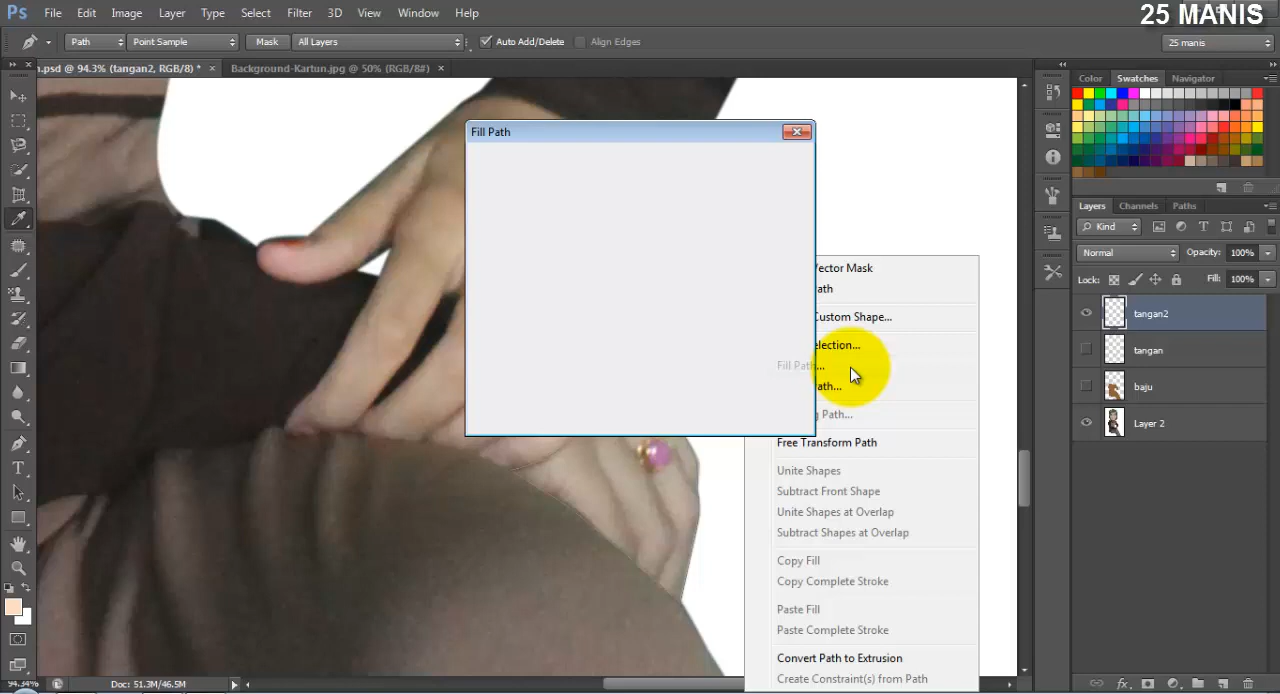 Ps File Edit Image Layer Type Select Filter 3D View Window Help
25 MANIS
Path Point Sample Mask All Layers Auto Add/Delete Align Edges 25 manis
n.psd @ 94.3% (tangan2, RGB/8) * × Background-Kartun.jpg @ 50% (RGB/8#) ×
Color Swatches Navigator
Fill Path
Layers Channels Paths
Kind
Normal Opacity: 100%
Lock: Fill: 100%
tangan2
tangan
baju
Layer 2
Vector Mask
ath
Custom Shape...
election...
Fill Path...
ath...
g Path...
Free Transform Path
Unite Shapes
Subtract Front Shape
Unite Shapes at Overlap
Subtract Shapes at Overlap
Copy Fill
Copy Complete Stroke
Paste Fill
Paste Complete Stroke
Convert Path to Extrusion
Create Constraint(s) from Path
T
94.34% Doc: 51.3M/46.5M
fx